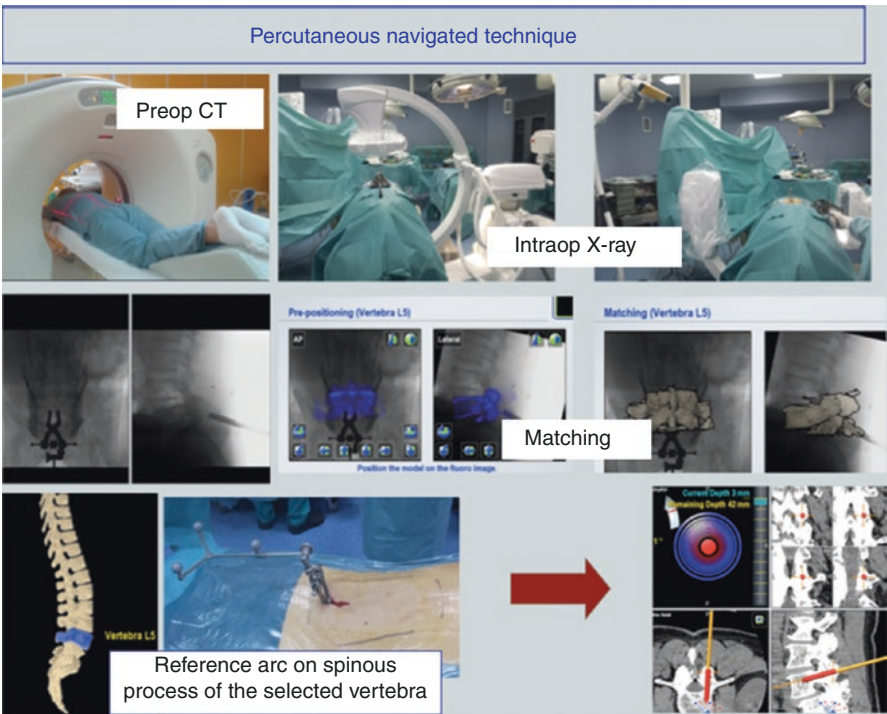 Percutaneous navigated technique
Preop CT
Intraop X-ray
Pre-positioning (Vertebra L5)
Matching (Vertebra L5)
AP
Lateral
Matching
Position the model on the fluoro image.
Current Depth 3 mm
Remaining Depth 42 mm
1°
Vertebra L5
Reference arc on spinous
process of the selected vertebra